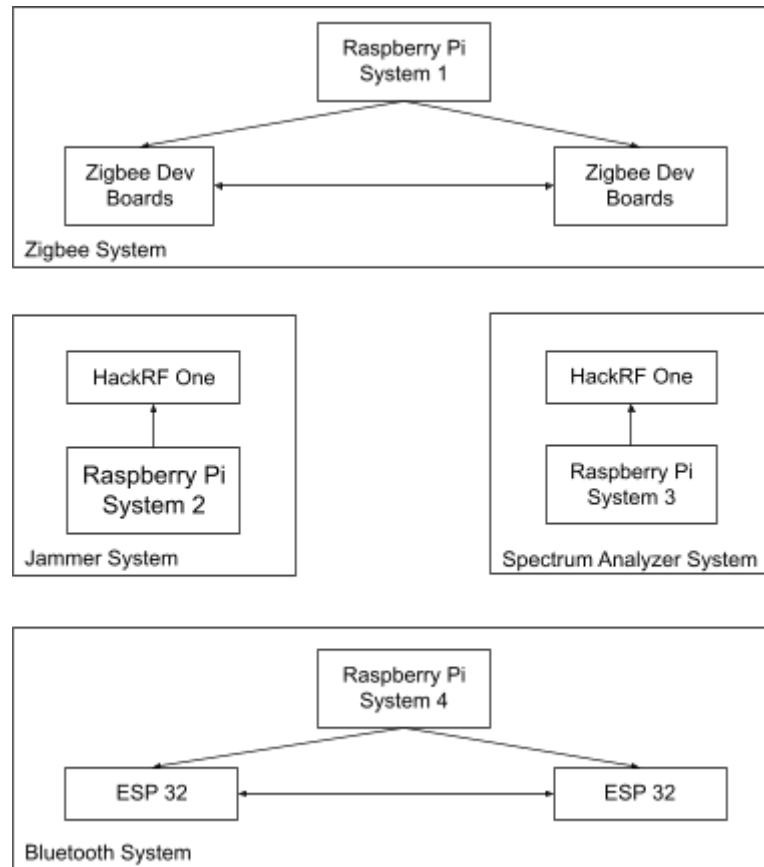 Raspberry Pi
System 1
Zigbee Dev
Boards
Zigbee Dev
Boards
Zigbee System
HackRF One
Raspberry Pi
System 2
Jammer System
HackRF One
Raspberry Pi
System 3
Spectrum Analyzer System
Raspberry Pi
System 4
ESP 32
ESP 32
Bluetooth System